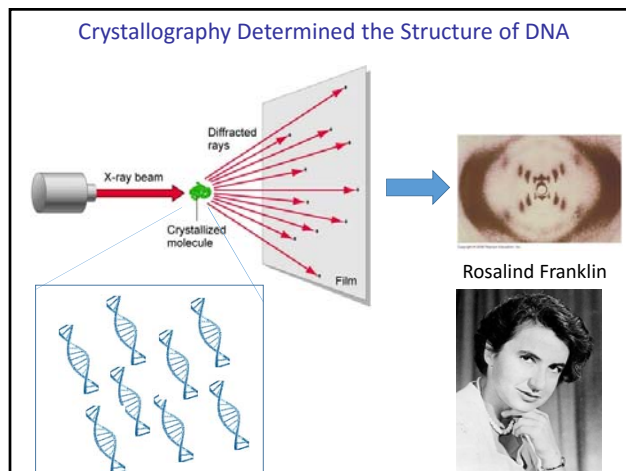 Crystallography Determined the Structure of DNA
Diffracted
rays
X-ray beam
Crystallized
molecule
Film
Rosalind Franklin